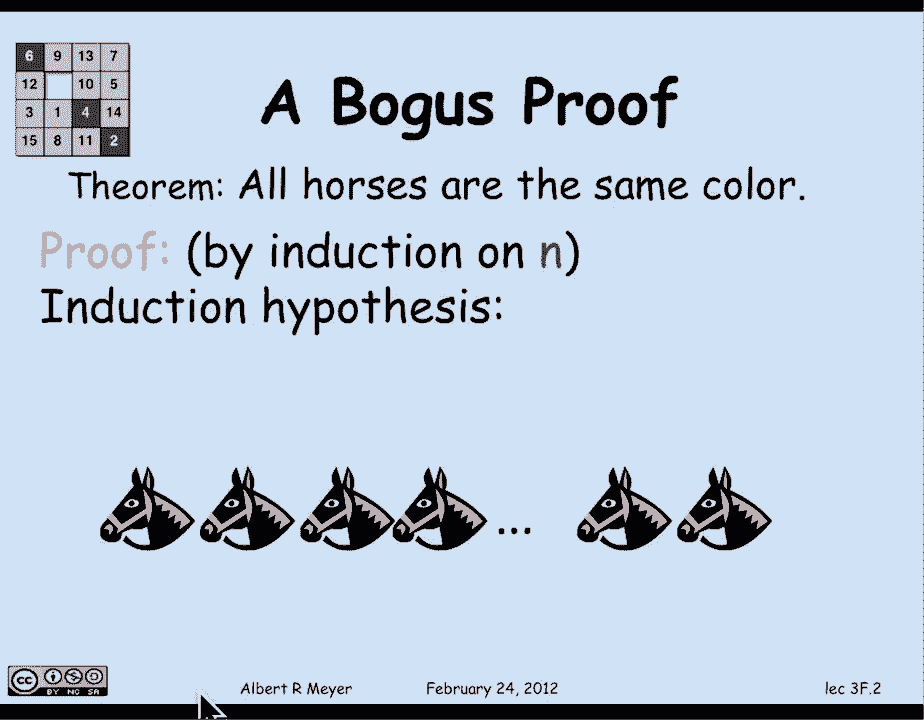 6 9 13 7
12 10 5
3 1 4 14
15 8 11 2
A Bogus Proof
Theorem: All horses are the same color.
Proof: (by induction on n)
Induction hypothesis:
...
cc BY NC SA
Albert R Meyer February 24, 2012 lec 3F.2